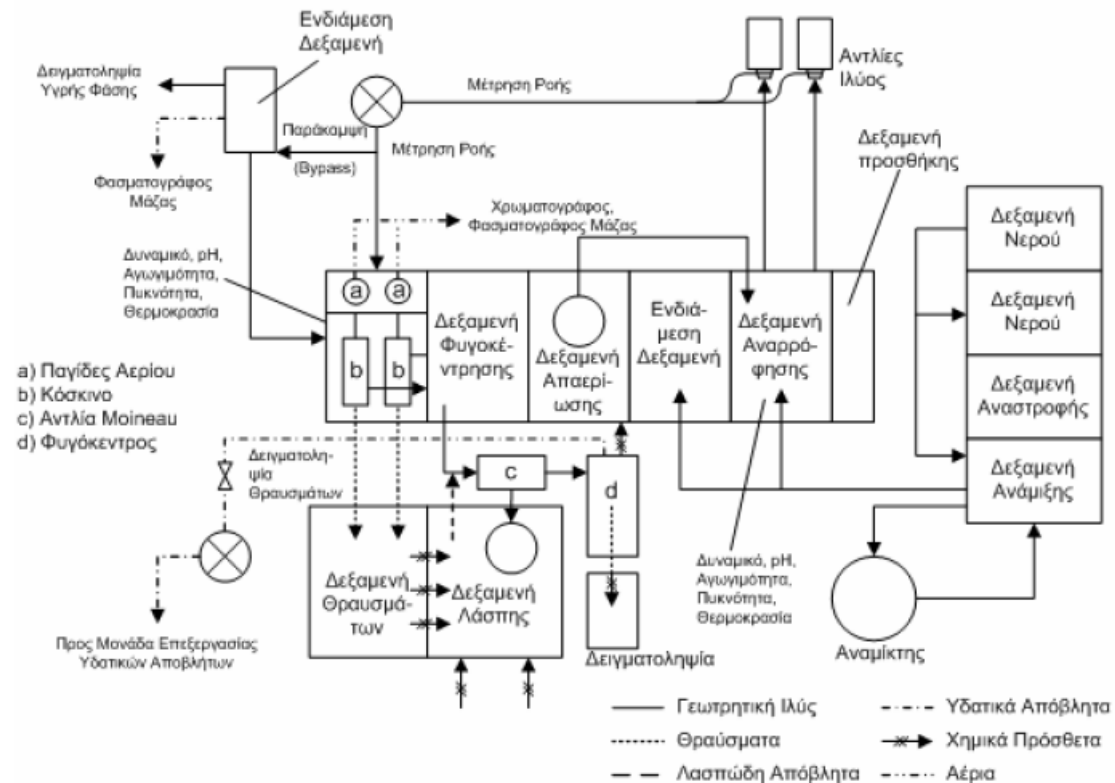 Ενδιάμεση
Δεξαμενή
Δειγματοληψία
Υγρής Φάσης
Φασματογράφος
Μάζας
Παράκαμψη
(Bypass)
Μέτρηση Ροής
Μέτρηση Ροής
Αντλίες
Ιλύος
Δεξαμενή
προσθήκης
Χρωματογράφος,
Φασματογράφος Μάζας
Δυναμικό, pH,
Αγωγιμότητα,
Πυκνότητα,
Θερμοκρασία
a
a
b
b
Δεξαμενή
Φυγοκέ-
ντρησης
Δεξαμενή
Απαερί-
ωσης
Ενδιά-
μεση
Δεξαμενή
Δεξαμενή
Αναρρό-
φησης
Δεξαμενή
Νερού
Δεξαμενή
Νερού
Δεξαμενή
Αναστροφής
Δεξαμενή
Ανάμιξης
a) Παγίδες Αερίου
b) Κόσκινο
c) Αντλία Moineau
d) Φυγόκεντρος
Δειγματολη-
ψία
Θραυσμάτων
c
d
Δεξαμενή
Θραυσμά-
των
Δεξαμενή
Λάσπης
Δειγματοληψία
Δυναμικό, pH,
Αγωγιμότητα,
Πυκνότητα,
Θερμοκρασία
Αναμίκτης
Προς Μονάδα Επεξεργασίας
Υδατικών Αποβλήτων
Γεωτρητική Ιλύς
Θραύσματα
Λασπώδη Απόβλητα
Υδατικά Απόβλητα
Χημικά Πρόσθετα
Αέρια